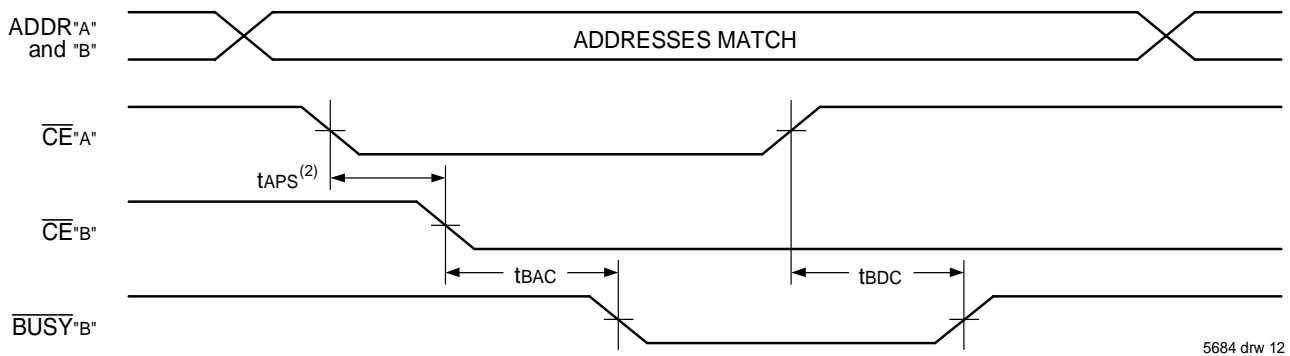 ADDR"A"
and "B"
ADDRESSES MATCH
CE"A"
tAPS(2)
CE"B"
tBAC
tBDC
BUSY"B"
5684 drw 12